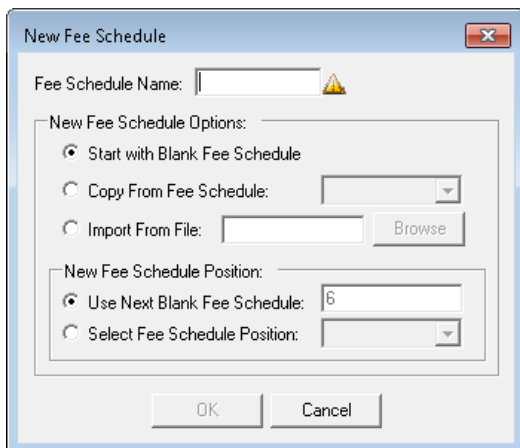 New Fee Schedule
Fee Schedule Name:
New Fee Schedule Options:
Start with Blank Fee Schedule
Copy From Fee Schedule:
Import From File: Browse
New Fee Schedule Position:
Use Next Blank Fee Schedule: 6
Select Fee Schedule Position:
OK Cancel